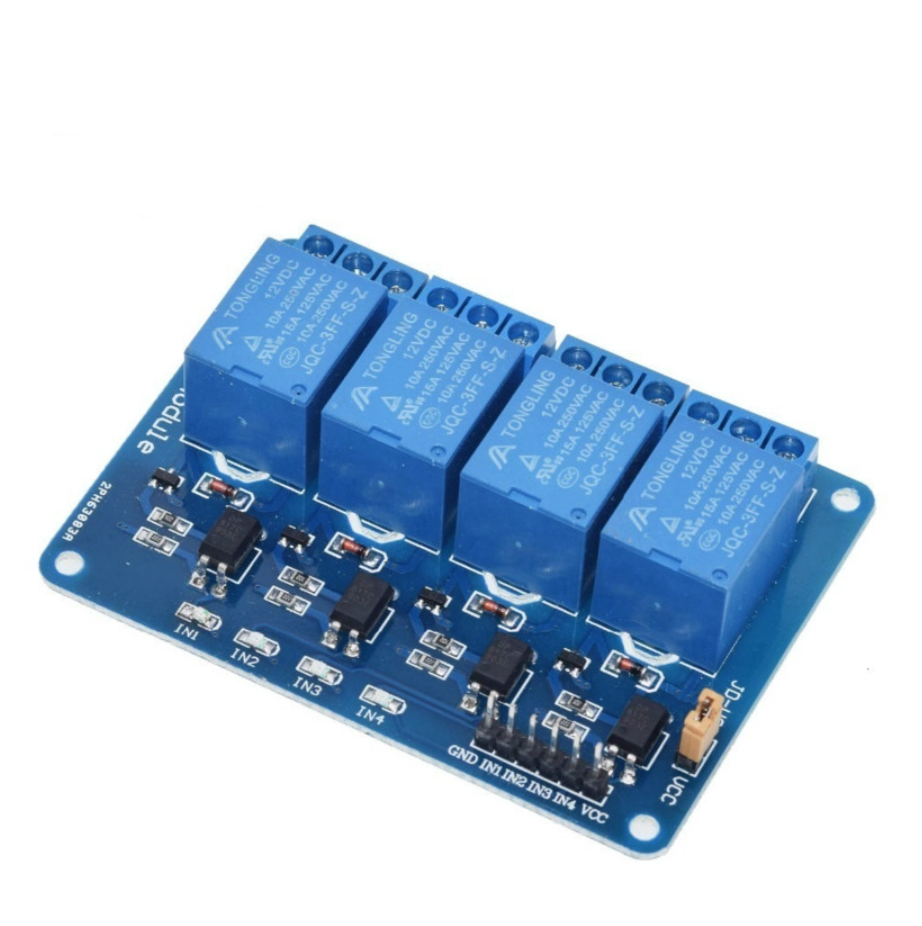 TONGLING
12VDC
10A 250VAC
15A 125VAC
10A 250VAC
JQC-3FF-S-Z
TONGLING
12VDC
10A 250VAC
15A 125VAC
10A 250VAC
JQC-3FF-S-Z
TONGLING
12VDC
10A 250VAC
15A 125VAC
10A 250VAC
JQC-3FF-S-Z
TONGLING
12VDC
10A 250VAC
15A 125VAC
10A 250VAC
JQC-3FF-S-Z
odule
2PH63083A
IN1
IN2
IN3
IN4
GND IN1 IN2 IN3 IN4 VCC
JD-V
VCC